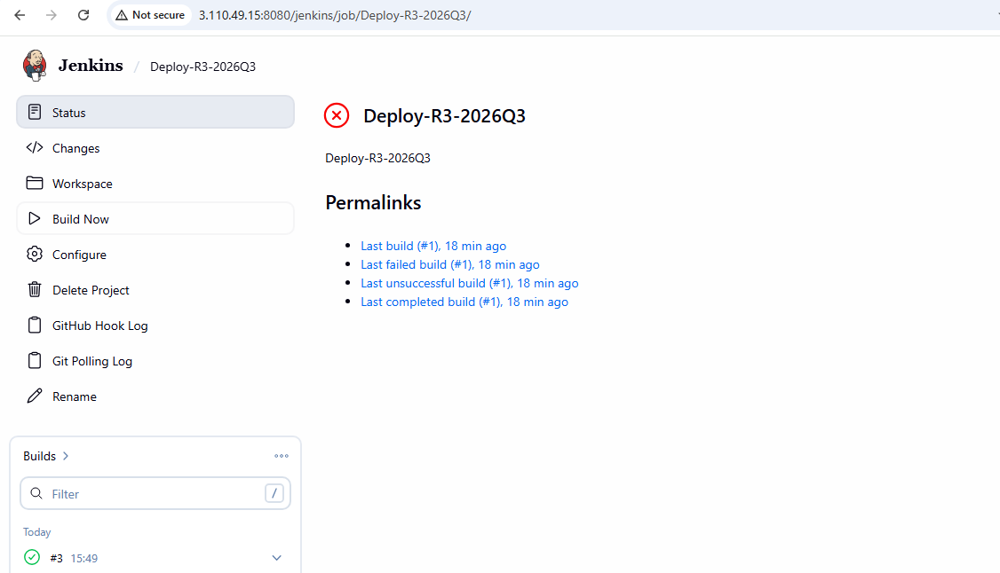 Not secure 3.110.49.15:8080/jenkins/job/Deploy-R3-2026Q3/
Jenkins / Deploy-R3-2026Q3
Status
Changes
Workspace
Build Now
Configure
Delete Project
GitHub Hook Log
Git Polling Log
Rename
Deploy-R3-2026Q3
Deploy-R3-2026Q3
Permalinks
Last build (#1), 18 min ago
Last failed build (#1), 18 min ago
Last unsuccessful build (#1), 18 min ago
Last completed build (#1), 18 min ago
Builds
Filter /
Today
#3 15:49